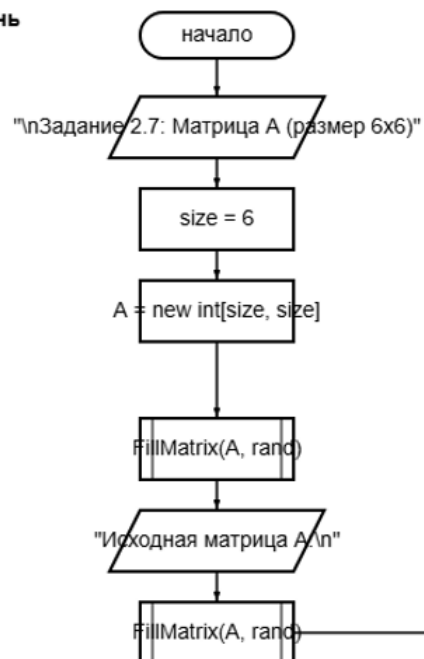 нь
начало
"\nЗадание 2.7: Матрица А (размер 6x6)"
size = 6
A = new int[size, size]
FillMatrix(A, rand)
"Исходная матрица А:\n"
FillMatrix(A, rand)